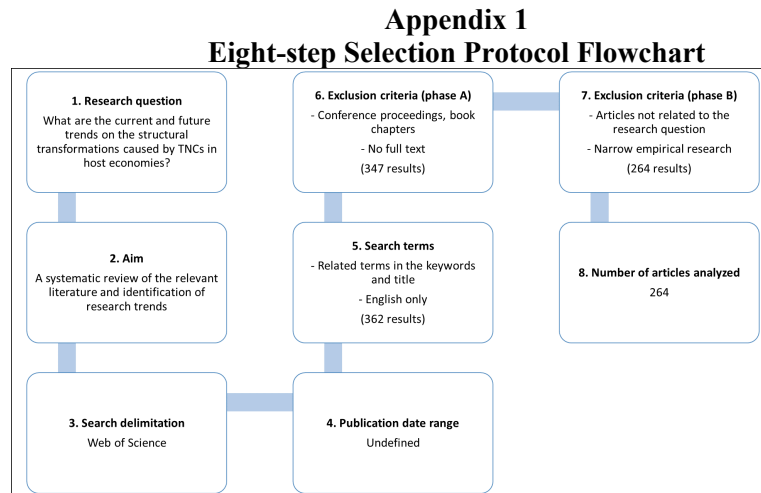 Appendix 1
Eight-step Selection Protocol Flowchart
1. Research question
What are the current and future
trends on the structural
transformations caused by TNCs in
host economies?
2. Aim
A systematic review of the relevant
literature and identification of
research trends
3. Search delimitation
Web of Science
4. Publication date range
Undefined
5. Search terms
- Related terms in the keywords
and title
- English only
(362 results)
6. Exclusion criteria (phase A)
- Conference proceedings, book
chapters
- No full text
(347 results)
7. Exclusion criteria (phase B)
- Articles not related to the
research question
- Narrow empirical research
(264 results)
8. Number of articles analyzed
264